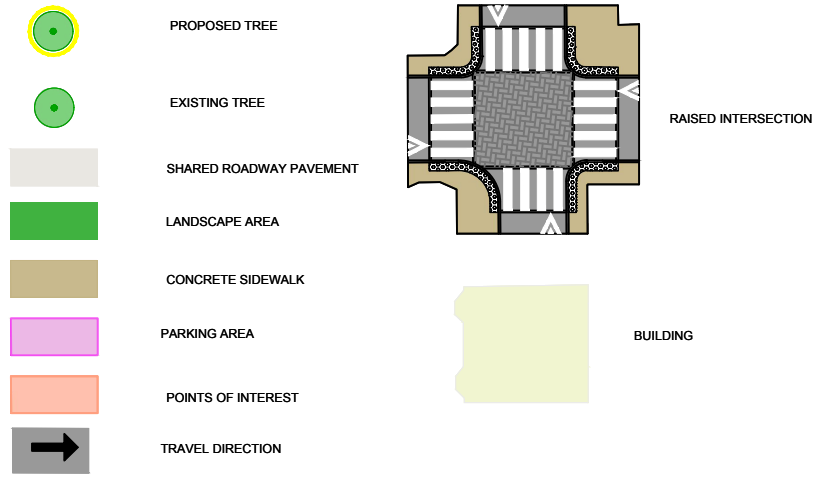 PROPOSED TREE
EXISTING TREE
SHARED ROADWAY PAVEMENT
LANDSCAPE AREA
CONCRETE SIDEWALK
PARKING AREA
POINTS OF INTEREST
TRAVEL DIRECTION
RAISED INTERSECTION
BUILDING